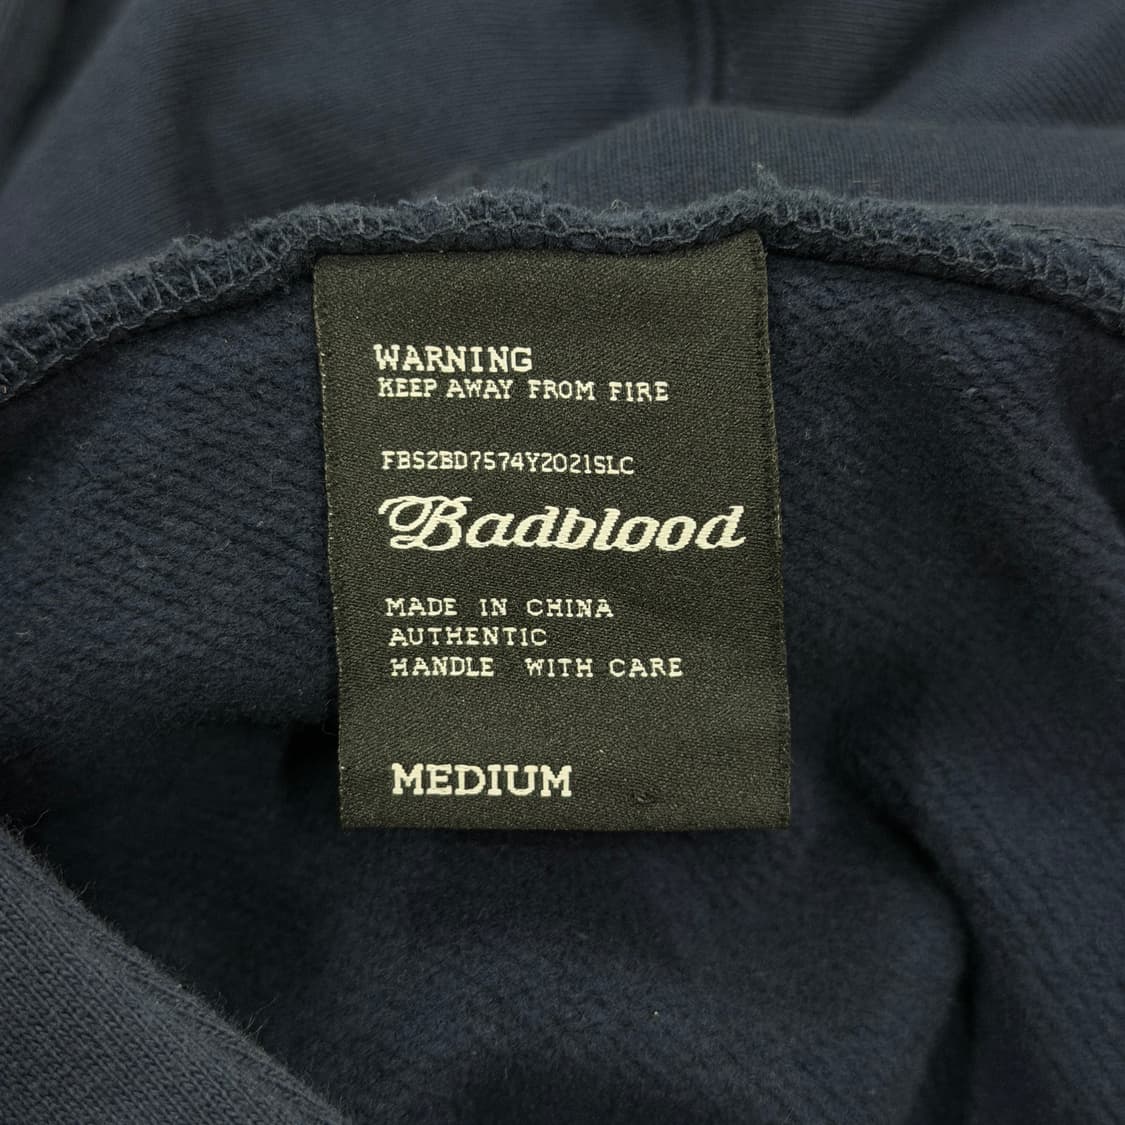 WARNING
KEEP AWAY FROM FIRE
FBS2BD7574Y2021SLC
Badblood
MADE IN CHINA
AUTHENTIC
HANDLE WITH CARE
MEDIUM